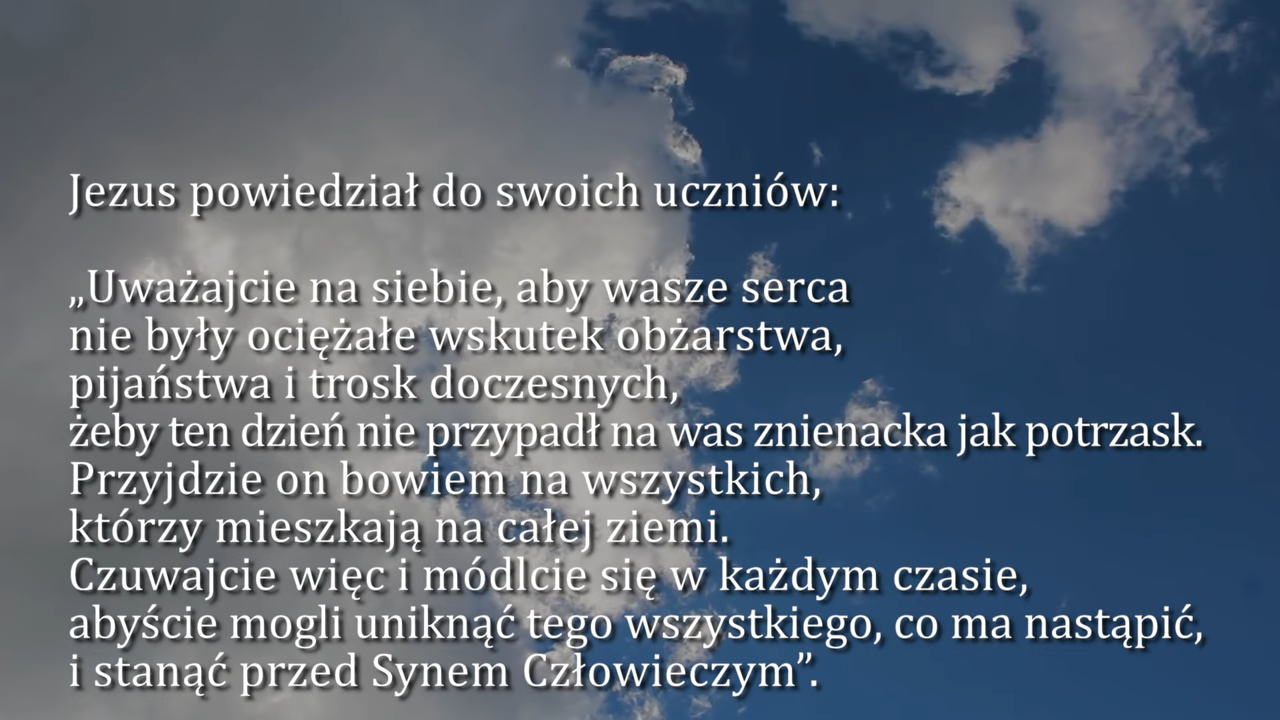 Jezus powiedział do swoich uczniów:
„Uważajcie na siebie, aby wasze serca
nie były ociężałe wskutek obżarstwa,
pijaństwa i trosk doczesnych,
żeby ten dzień nie przypadł na was znienacka jak potrzask.
Przyjdzie on bowiem na wszystkich,
którzy mieszkają na całej ziemi.
Czuwajcie więc i módlcie się w każdym czasie,
abyście mogli uniknąć tego wszystkiego, co ma nastąpić,
i stanąć przed Synem Człowieczym”.